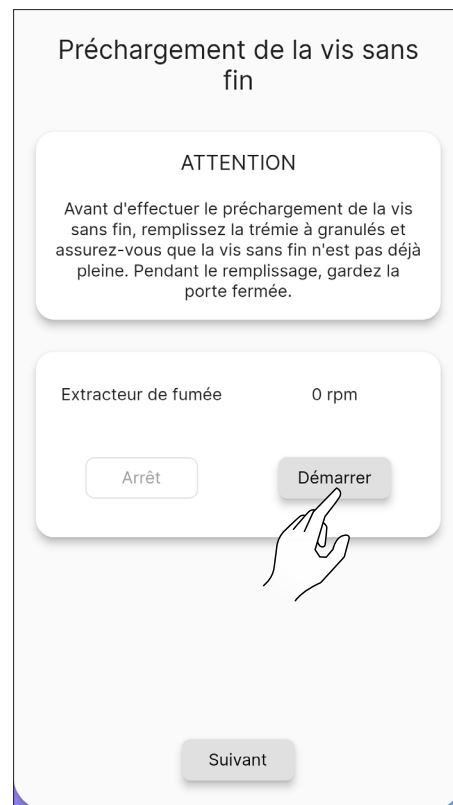 Préchargement de la vis sans
fin
ATTENTION
Avant d'effectuer le préchargement de la vis
sans fin, remplissez la trémie à granulés et
assurez-vous que la vis sans fin n'est pas déjà
pleine. Pendant le remplissage, gardez la
porte fermée.
Extracteur de fumée 0 rpm
Arrêt Démarrer
Suivant